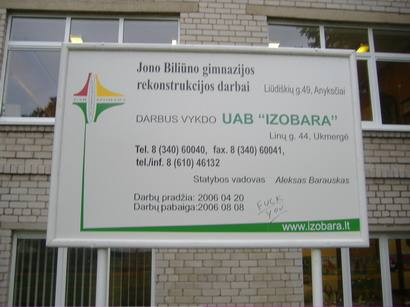 Jono Biliūno gimnazijos
rekonstrukcijos darbai
Liūdiškių g.49, Anykščiai
UAB IZOBARA
DARBUS VYKDO UAB "IZOBARA"
Linų g. 44, Ukmergė
Tel. 8 (340) 60040, fax. 8 (340) 60041,
tel./inf. 8 (610) 46132
Statybos vadovas Aleksas Barauskas
Darbų pradžia: 2006 04 20
Darbų pabaiga:2006 08 08
FUCK
YOU
www.izobara.lt